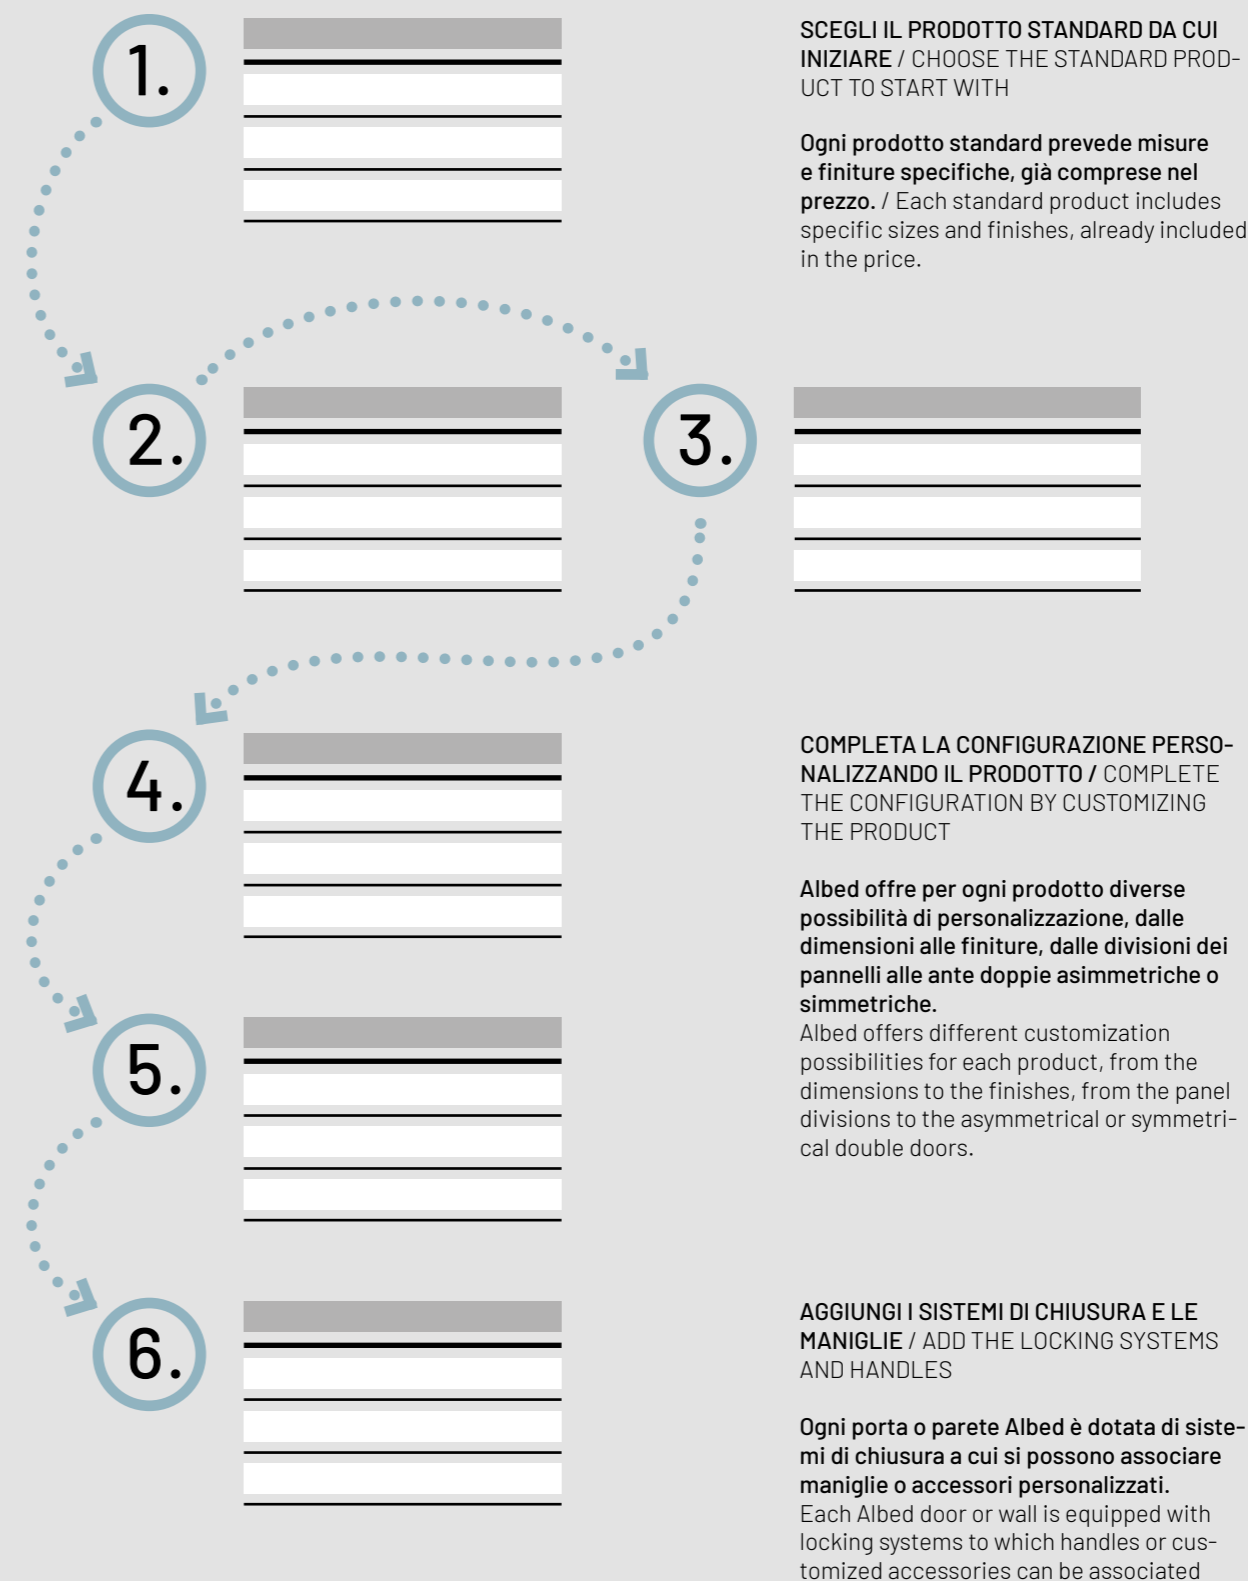 1.
SCEGLI IL PRODOTTO STANDARD DA CUI
INIZIARE / CHOOSE THE STANDARD PROD-
UCT TO START WITH
Ogni prodotto standard prevede misure
e finiture specifiche, già comprese nel
prezzo. / Each standard product includes
specific sizes and finishes, already included
in the price.
2.
3.
4.
COMPLETA LA CONFIGURAZIONE PERSO-
NALIZZANDO IL PRODOTTO / COMPLETE
THE CONFIGURATION BY CUSTOMIZING
THE PRODUCT
Albed offre per ogni prodotto diverse
possibilità di personalizzazione, dalle
dimensioni alle finiture, dalle divisioni dei
pannelli alle ante doppie asimmetriche o
simmetriche.
Albed offers different customization
possibilities for each product, from the
dimensions to the finishes, from the panel
divisions to the asymmetrical or symmetri-
cal double doors.
5.
6.
AGGIUNGI I SISTEMI DI CHIUSURA E LE
MANIGLIE / ADD THE LOCKING SYSTEMS
AND HANDLES
Ogni porta o parete Albed è dotata di siste-
mi di chiusura a cui si possono associare
maniglie o accessori personalizzati.
Each Albed door or wall is equipped with
locking systems to which handles or cus-
tomized accessories can be associated